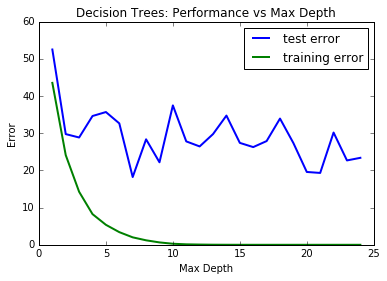 Decision Trees: Performance vs Max Depth
test error
training error
Error
60
50
40
30
20
10
0
0 5 10 15 20 25
Max Depth